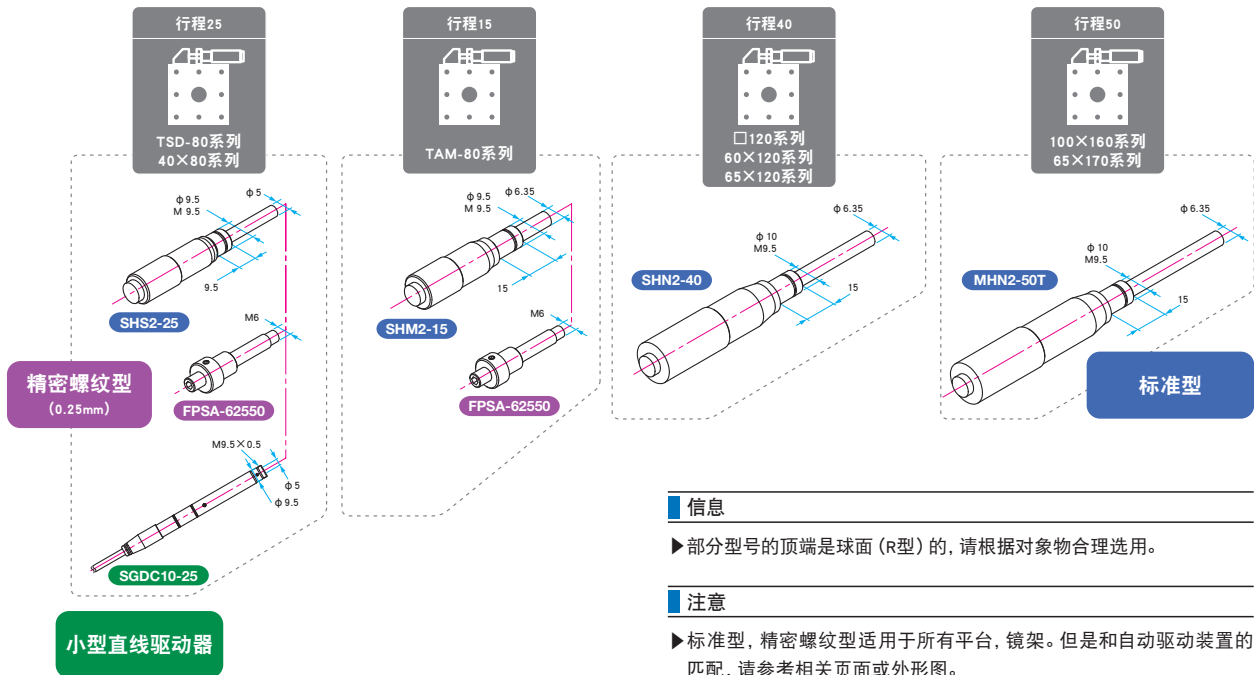 行程25
TSD-80系列
40×80系列
φ9.5
M 9.5
φ5
9.5
SHS2-25
M6
精密螺纹型
(0.25mm)
FPSA-62550
M9.5×0.5
φ5
φ9.5
SGDC10-25
小型直线驱动器
行程15
TAM-80系列
φ9.5
M 9.5
φ6.35
15
SHM2-15
M6
FPSA-62550
行程40
□120系列
60×120系列
65×120系列
φ6.35
φ10
M9.5
SHN2-40
15
行程50
100×160系列
65×170系列
φ6.35
φ10
M9.5
MHN2-50T
15
标准型
信息
▶部分型号的顶端是球面(R型)的,请根据对象物合理选用。
注意
▶标准型,精密螺纹型适用于所有平台,镜架。但是和自动驱动装置的
匹配,请参考相关页面或外形图。